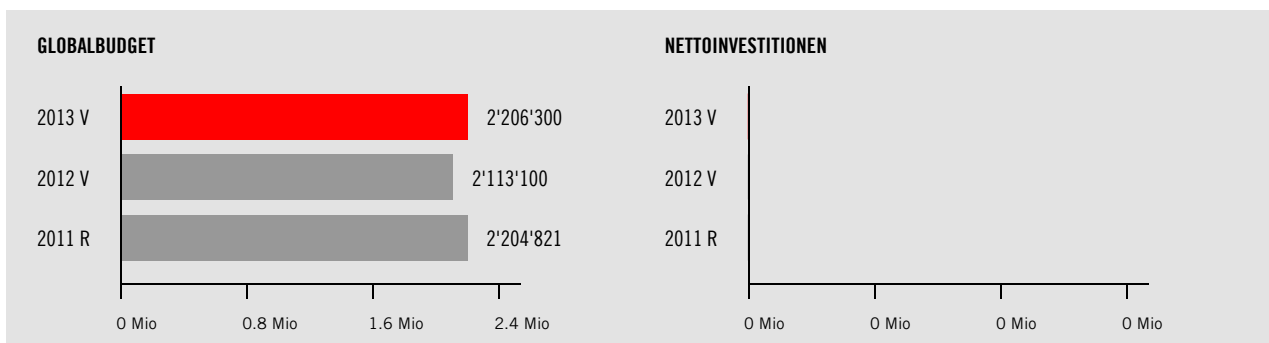 GLOBALBUDGET
2013 V 2'206'300
2012 V 2'113'100
2011 R 2'204'821
0 Mio 0.8 Mio 1.6 Mio 2.4 Mio
NETTOINVESTITIONEN
2013 V
2012 V
2011 R
0 Mio 0 Mio 0 Mio 0 Mio